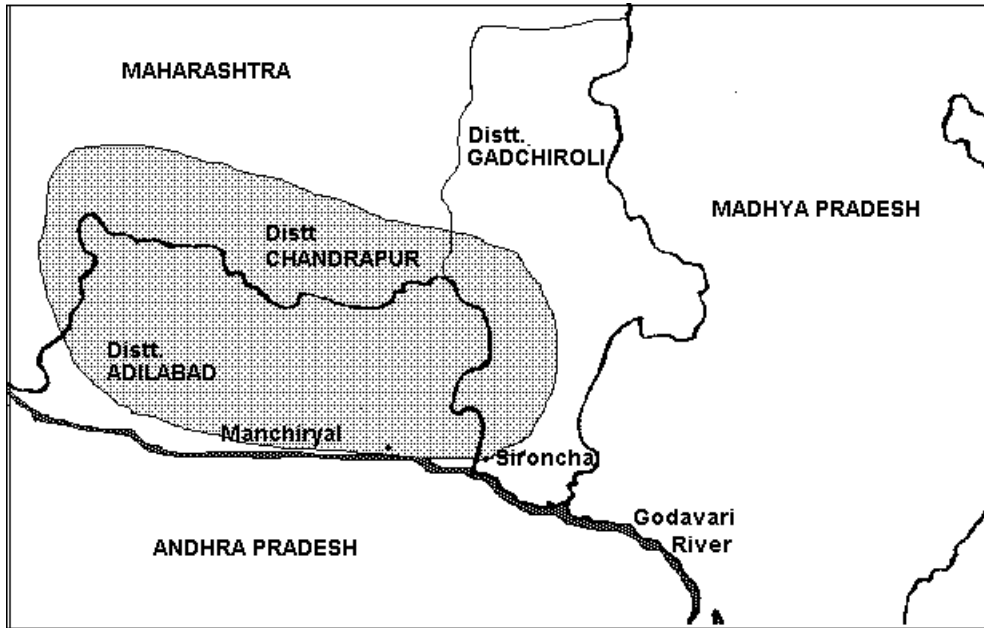 MAHARASHTRA
Distt.
GADCHIROLI
MADHYA PRADESH
Distt
CHANDRAPUR
Distt.
ADILABAD
Manchiryal
Sironcha
Godavari
River
ANDHRA PRADESH